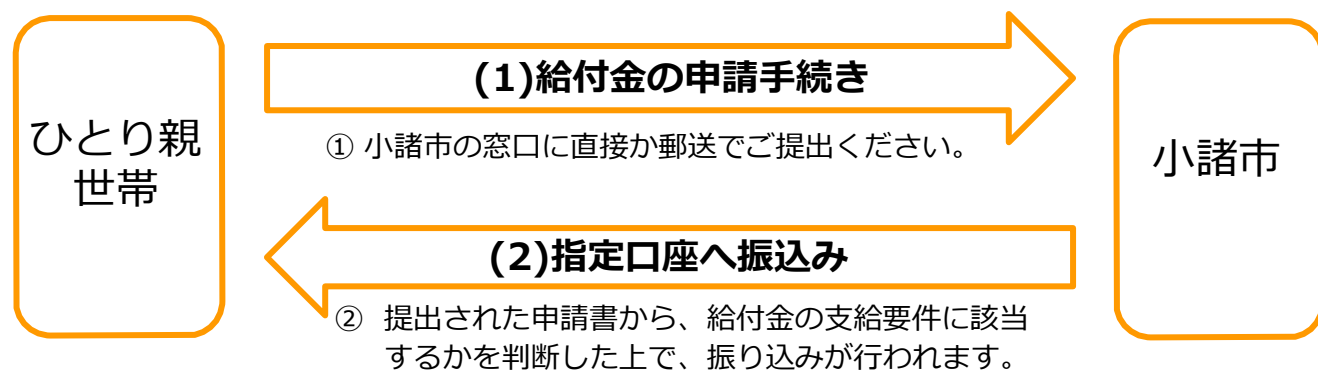 ひとり親
世帯
(1)給付金の申請手続き
① 小諸市の窓口に直接か郵送でご提出ください。
(2)指定口座へ振込み
② 提出された申請書から、給付金の支給要件に該当
するかを判断した上で、振り込みが行われます。
小諸市